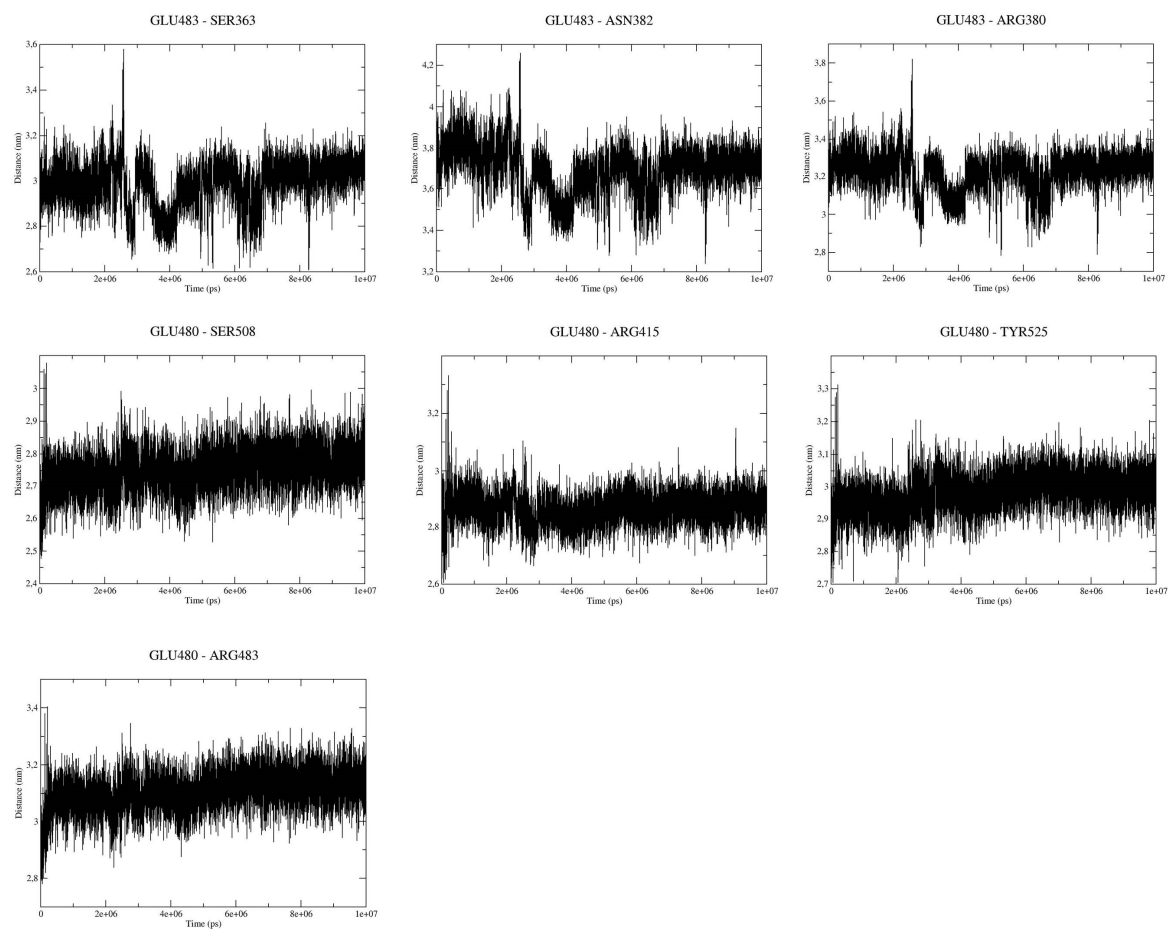 GLU483 - SER363
3,6
3,4
3,2
3
2,8
2,6
Distance (nm)
0
2e+06
4e+06
6e+06
8e+06
1e+07
Time (ps)
GLU483 - ASN382
4,2
4
3,8
3,6
3,4
3,2
Distance (nm)
0
2e+06
4e+06
6e+06
8e+06
1e+07
Time (ps)
GLU483 - ARG380
3,8
3,6
3,4
3,2
3
2,8
Distance (nm)
0
2e+06
4e+06
6e+06
8e+06
1e+07
Time (ps)
GLU480 - SER508
3
2,9
2,8
2,7
2,6
2,5
2,4
Distance (nm)
0
2e+06
4e+06
6e+06
8e+06
1e+07
Time (ps)
GLU480 - ARG415
3,2
3
2,8
2,6
Distance (nm)
0
2e+06
4e+06
6e+06
8e+06
1e+07
Time (ps)
GLU480 - TYR525
3,3
3,2
3,1
3
2,9
2,8
2,7
Distance (nm)
0
2e+06
4e+06
6e+06
8e+06
1e+07
Time (ps)
GLU480 - ARG483
3,4
3,2
3
2,8
Distance (nm)
0
2e+06
4e+06
6e+06
8e+06
1e+07
Time (ps)